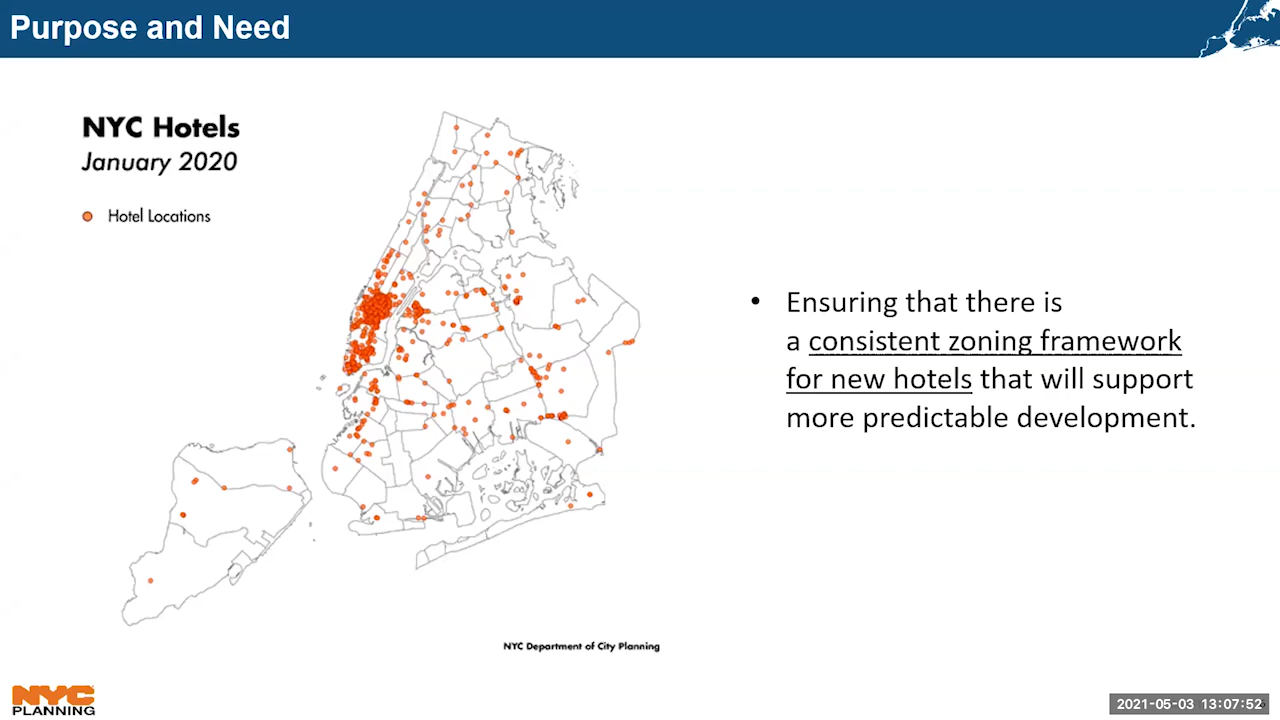 Purpose and Need
NYC Hotels
January 2020
Hotel Locations
• Ensuring that there is
a consistent zoning framework
for new hotels that will support
more predictable development.
NYC Department of City Planning
NYC
PLANNING
2021-05-03 13:07:52